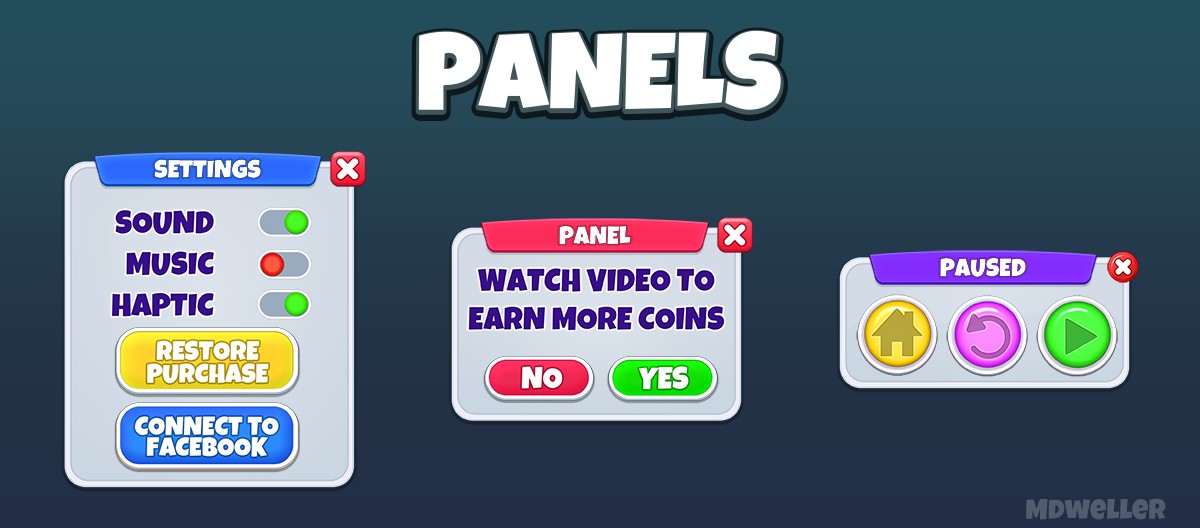 PANELS
SETTINGS
SOUND
MUSIC
HAPTIC
RESTORE
PURCHASE
CONNECT TO
FACEBOOK
PANEL
WATCH VIDEO TO
EARN MORE COINS
NO
YES
PAUSED
MDWELLER